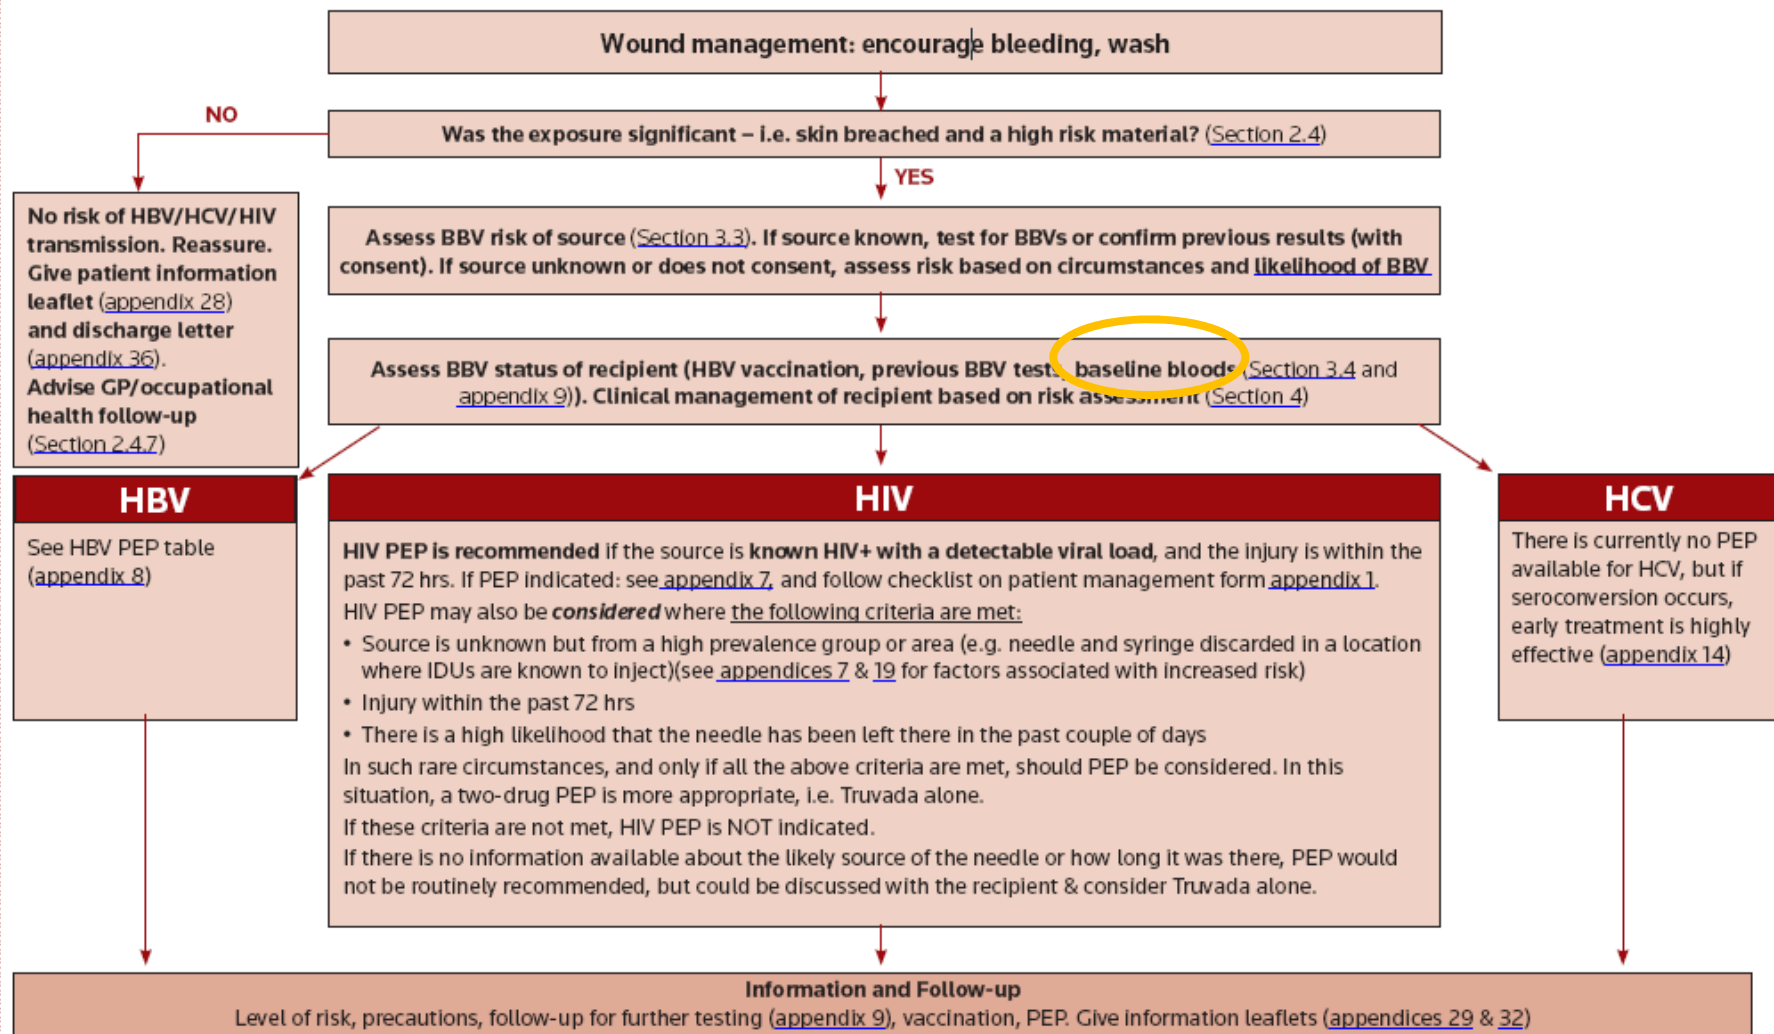 Wound management: encourage bleeding, wash
NO
Was the exposure significant – i.e. skin breached and a high risk material? (Section 2.4)
YES
No risk of HBV/HCV/HIV
transmission. Reassure.
Give patient information
leaflet (appendix 28)
and discharge letter
(appendix 36).
Advise GP/occupational
health follow-up
(Section 2.4.7)
Assess BBV risk of source (Section 3.3). If source known, test for BBVs or confirm previous results (with
consent). If source unknown or does not consent, assess risk based on circumstances and likelihood of BBV
Assess BBV status of recipient (HBV vaccination, previous BBV tests, baseline bloods (Section 3.4 and
appendix 9)). Clinical management of recipient based on risk assessment (Section 4)
HBV
See HBV PEP table
(appendix 8)
HIV
HIV PEP is recommended if the source is known HIV+ with a detectable viral load, and the injury is within the
past 72 hrs. If PEP indicated: see appendix 7, and follow checklist on patient management form appendix 1.
HIV PEP may also be considered where the following criteria are met:
• Source is unknown but from a high prevalence group or area (e.g. needle and syringe discarded in a location
where IDUs are known to inject)(see appendices 7 & 19 for factors associated with increased risk)
• Injury within the past 72 hrs
• There is a high likelihood that the needle has been left there in the past couple of days
In such rare circumstances, and only if all the above criteria are met, should PEP be considered. In this
situation, a two-drug PEP is more appropriate, i.e. Truvada alone.
If these criteria are not met, HIV PEP is NOT indicated.
If there is no information available about the likely source of the needle or how long it was there, PEP would
not be routinely recommended, but could be discussed with the recipient & consider Truvada alone.
HCV
There is currently no PEP
available for HCV, but if
seroconversion occurs,
early treatment is highly
effective (appendix 14)
Information and Follow-up
Level of risk, precautions, follow-up for further testing (appendix 9), vaccination, PEP. Give information leaflets (appendices 29 & 32)